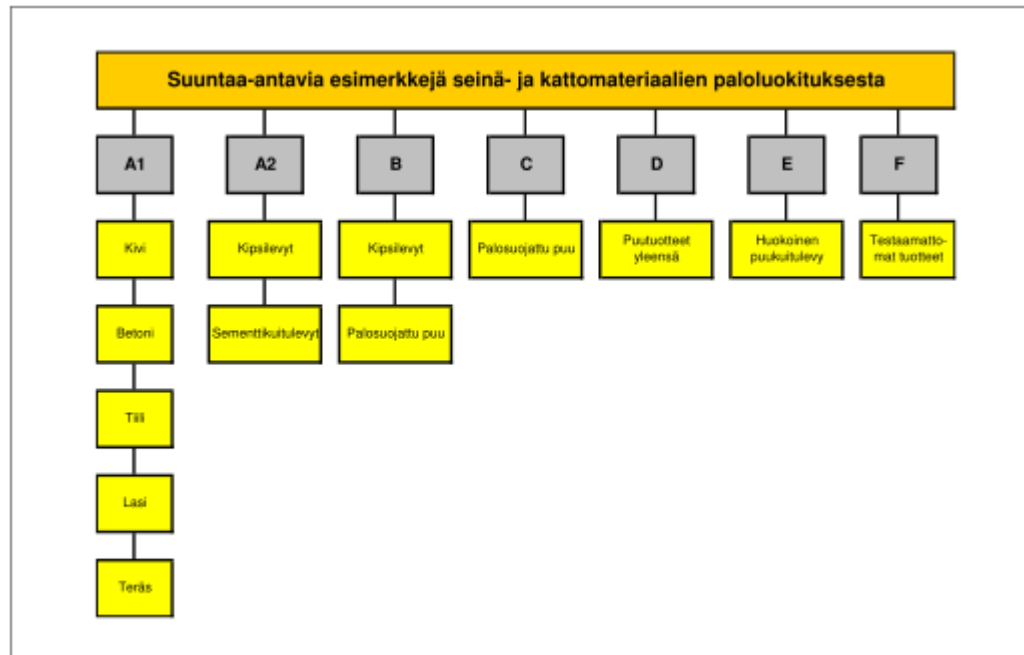 Suuntaa-antavia esimerkkejä seinä- ja kattomateriaalien paloluokituksesta
A1
A2
B
C
D
E
F
Kivi
Kipsilevyt
Kipsilevyt
Palosuojattu puu
Puutuotteet
yleensä
Huokoinen
puukuitulevy
Testaamatto-
mat tuotteet
Betoni
Sementtikuitulevyt
Palosuojattu puu
Tiili
Lasi
Teräs